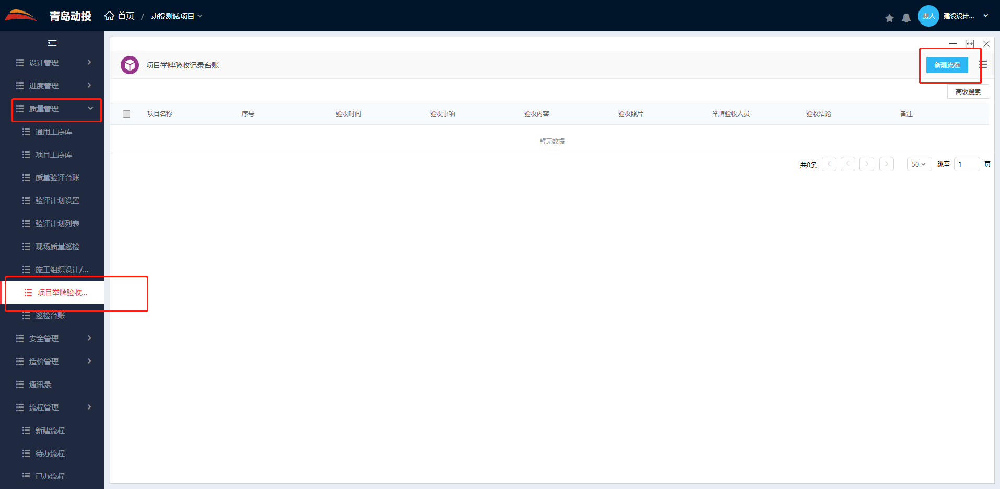 青岛动投
首页 / 动投测试项目
责人 建设设计...
设计管理
进度管理
质量管理
通用工序库
项目工序库
质量验评台账
验评计划设置
验评计划列表
现场质量巡检
施工组织设计/...
项目举牌验收...
巡检台账
安全管理
造价管理
通讯录
流程管理
新建流程
待办流程
已办流程
项目举牌验收记录台账
新建流程
高级搜索
项目名称 序号 验收时间 验收事项 验收内容 验收照片 举牌验收人员 验收结论 备注
暂无数据
共0条 50 跳至 1 页